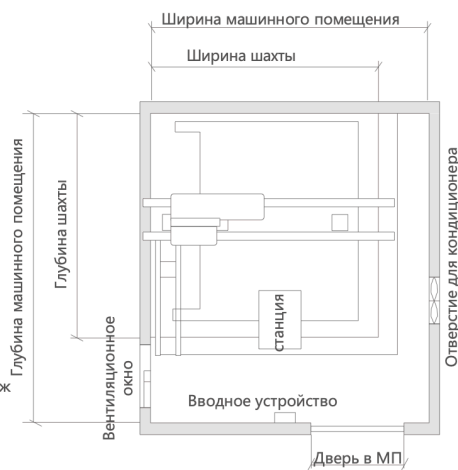 Ширина машинного помещения
Ширина шахты
Глубина машинного помещения
Глубина шахты
Отверстие для кондиционера
станция
Вентиляционное
окно
ж
Вводное устройство
Дверь в МП